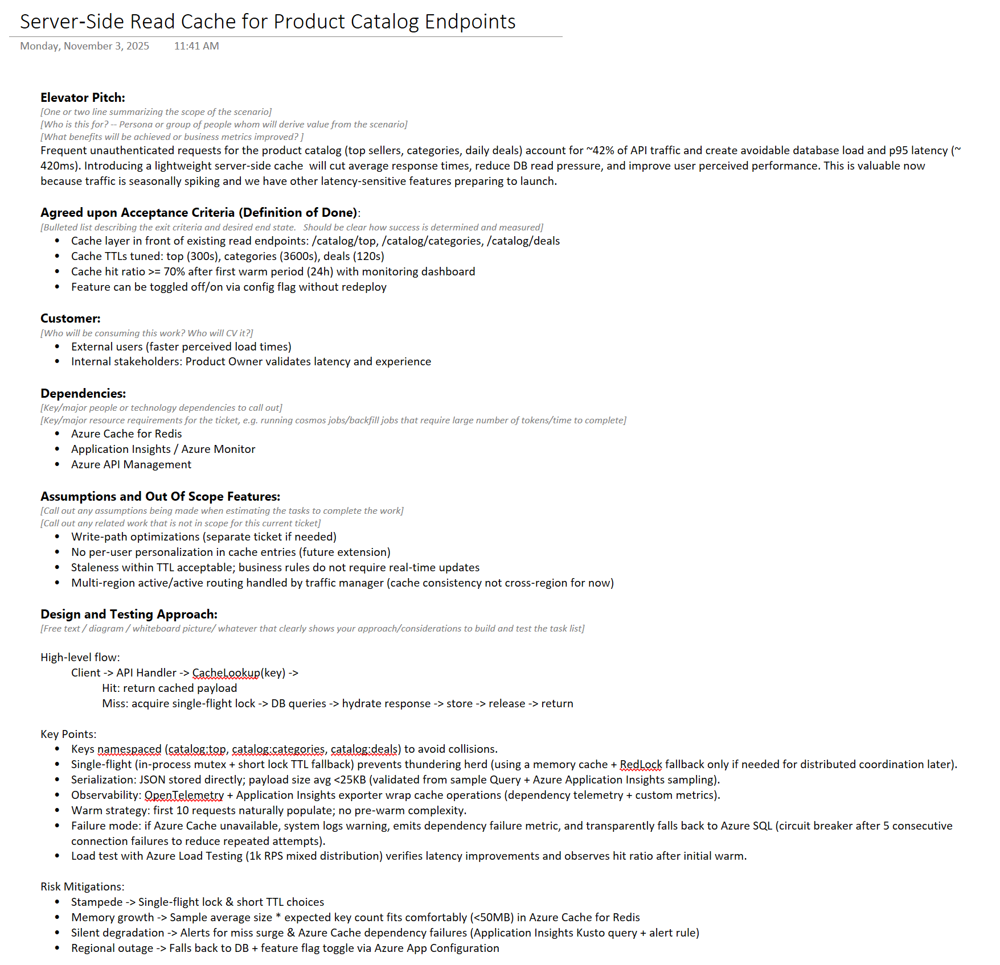 Server-Side Read Cache for Product Catalog Endpoints
Monday, November 3, 2025 11:41 AM
Elevator Pitch:
[One or two line summarizing the scope of the scenario]
[Who is this for? -- Persona or group of people whom will derive value from the scenario]
[What benefits will be achieved or business metrics improved? ]
Frequent unauthenticated requests for the product catalog (top sellers, categories, daily deals) account for ~42% of API traffic and create avoidable database load and p95 latency (~
420ms). Introducing a lightweight server-side cache  will cut average response times, reduce DB read pressure, and improve user perceived performance. This is valuable now
because traffic is seasonally spiking and we have other latency-sensitive features preparing to launch.
Agreed upon Acceptance Criteria (Definition of Done):
[Bulleted list describing the exit criteria and desired end state.   Should be clear how success is determined and measured]
• Cache layer in front of existing read endpoints: /catalog/top, /catalog/categories, /catalog/deals
• Cache TTLs tuned: top (300s), categories (3600s), deals (120s)
• Cache hit ratio >= 70% after first warm period (24h) with monitoring dashboard
• Feature can be toggled off/on via config flag without redeploy
Customer:
[Who will be consuming this work? Who will CV it?]
• External users (faster perceived load times)
• Internal stakeholders: Product Owner validates latency and experience
Dependencies:
[Key/major people or technology dependencies to call out]
[Key/major resource requirements for the ticket, e.g. running cosmos jobs/backfill jobs that require large number of tokens/time to complete]
• Azure Cache for Redis
• Application Insights / Azure Monitor
• Azure API Management
Assumptions and Out Of Scope Features:
[Call out any assumptions being made when estimating the tasks to complete the work]
[Call out any related work that is not in scope for this current ticket]
• Write-path optimizations (separate ticket if needed)
• No per-user personalization in cache entries (future extension)
• Staleness within TTL acceptable; business rules do not require real-time updates
• Multi-region active/active routing handled by traffic manager (cache consistency not cross-region for now)
Design and Testing Approach:
[Free text / diagram / whiteboard picture/ whatever that clearly shows your approach/considerations to build and test the task list]
High-level flow:
Client -> API Handler -> CacheLookup(key) ->
Hit: return cached payload
Miss: acquire single-flight lock -> DB queries -> hydrate response -> store -> release -> return
Key Points:
• Keys namespaced (catalog:top, catalog:categories, catalog:deals) to avoid collisions.
• Single-flight (in-process mutex + short lock TTL fallback) prevents thundering herd (using a memory cache + RedLock fallback only if needed for distributed coordination later).
• Serialization: JSON stored directly; payload size avg <25KB (validated from sample Query + Azure Application Insights sampling).
• Observability: OpenTelemetry + Application Insights exporter wrap cache operations (dependency telemetry + custom metrics).
• Warm strategy: first 10 requests naturally populate; no pre-warm complexity.
• Failure mode: if Azure Cache unavailable, system logs warning, emits dependency failure metric, and transparently falls back to Azure SQL (circuit breaker after 5 consecutive
connection failures to reduce repeated attempts).
• Load test with Azure Load Testing (1k RPS mixed distribution) verifies latency improvements and observes hit ratio after initial warm.
Risk Mitigations:
• Stampede -> Single-flight lock & short TTL choices
• Memory growth -> Sample average size * expected key count fits comfortably (<50MB) in Azure Cache for Redis
• Silent degradation -> Alerts for miss surge & Azure Cache dependency failures (Application Insights Kusto query + alert rule)
• Regional outage -> Falls back to DB + feature flag toggle via Azure App Configuration